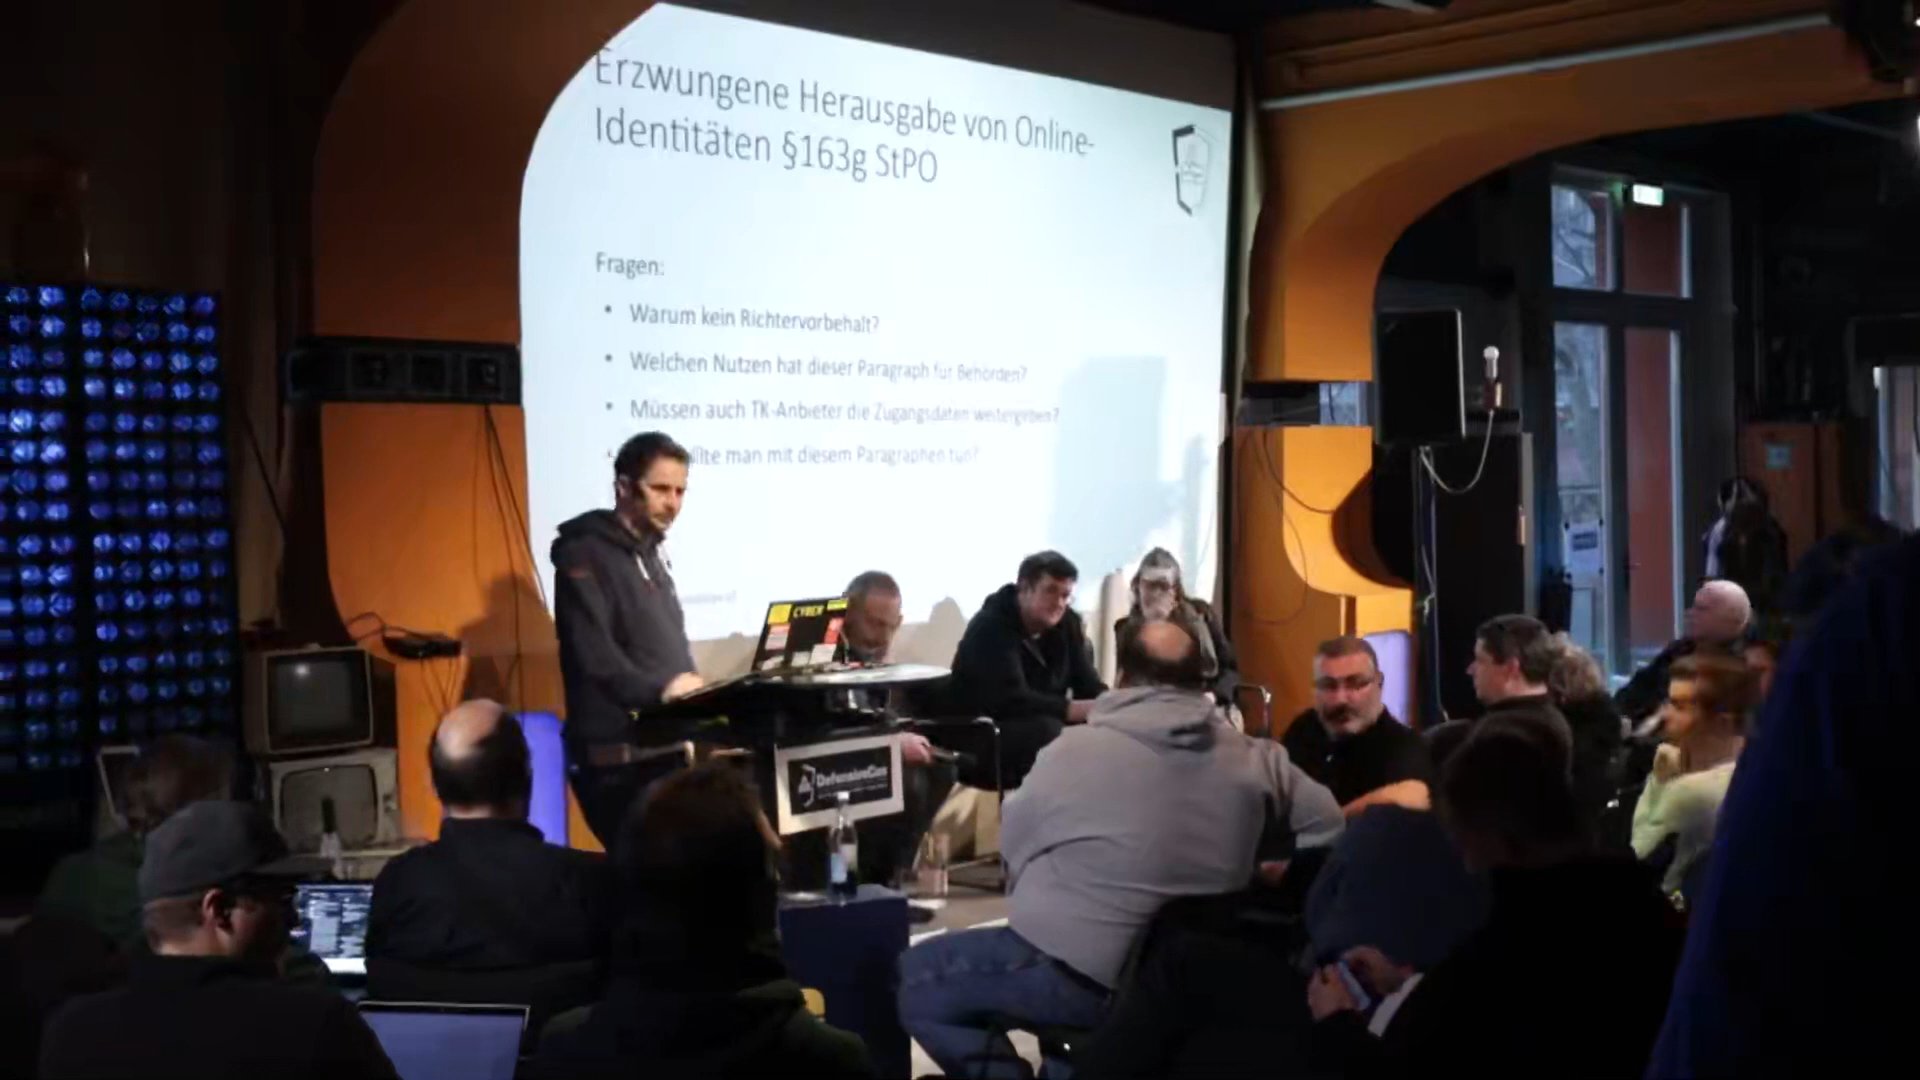 Erzwungene Herausgabe von Online-
Identitäten §163g StPO
Fragen:
• Warum kein Richtervorbehalt?
• Welchen Nutzen hat dieser Paragraph für Behörden?
• Müssen auch TK-Anbieter die Zugangsdaten weitergeben?
man mit diesem Paragraphen tun?
CYBER
DefensiveCon